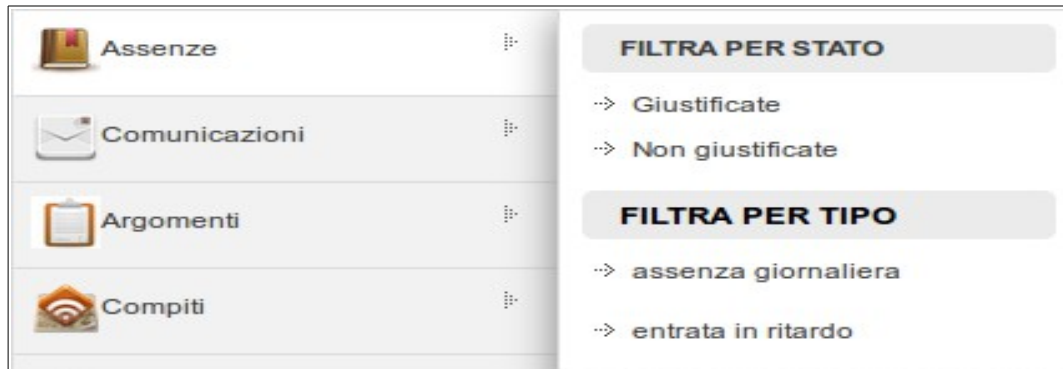 Assenze
Comunicazioni
Argomenti
Compiti
FILTRA PER STATO
Giustificate
Non giustificate
FILTRA PER TIPO
assenza giornaliera
entrata in ritardo